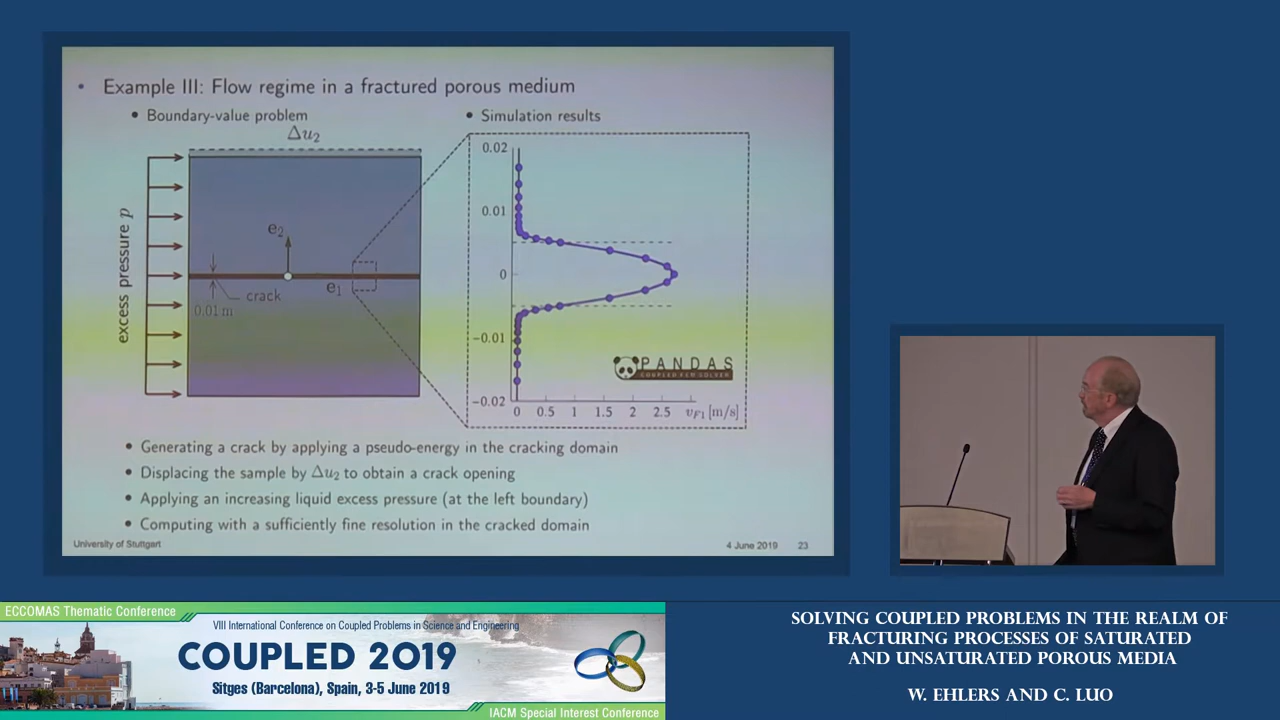 • Example III: Flow regime in a fractured porous medium
• Boundary-value problem
• Simulation results
Δu₂
excess pressure p
e₂
e₁
crack
0.01 m
0.02
0.01
0
−0.01
−0.02
0 0.5 1 1.5 2 2.5 v_F1 [m/s]
PANDAS
COUPLED FEM SOLVER
• Generating a crack by applying a pseudo-energy in the cracking domain
• Displacing the sample by Δu₂ to obtain a crack opening
• Applying an increasing liquid excess pressure (at the left boundary)
• Computing with a sufficiently fine resolution in the cracked domain
University of Stuttgart
4 June 2019 23
ECCOMAS Thematic Conference
VIII International Conference on Coupled Problems in Science and Engineering
COUPLED 2019
Sitges (Barcelona), Spain, 3-5 June 2019
IACM Special Interest Conference
SOLVING COUPLED PROBLEMS IN THE REALM OF
FRACTURING PROCESSES OF SATURATED
AND UNSATURATED POROUS MEDIA
W. EHLERS AND C. LUO